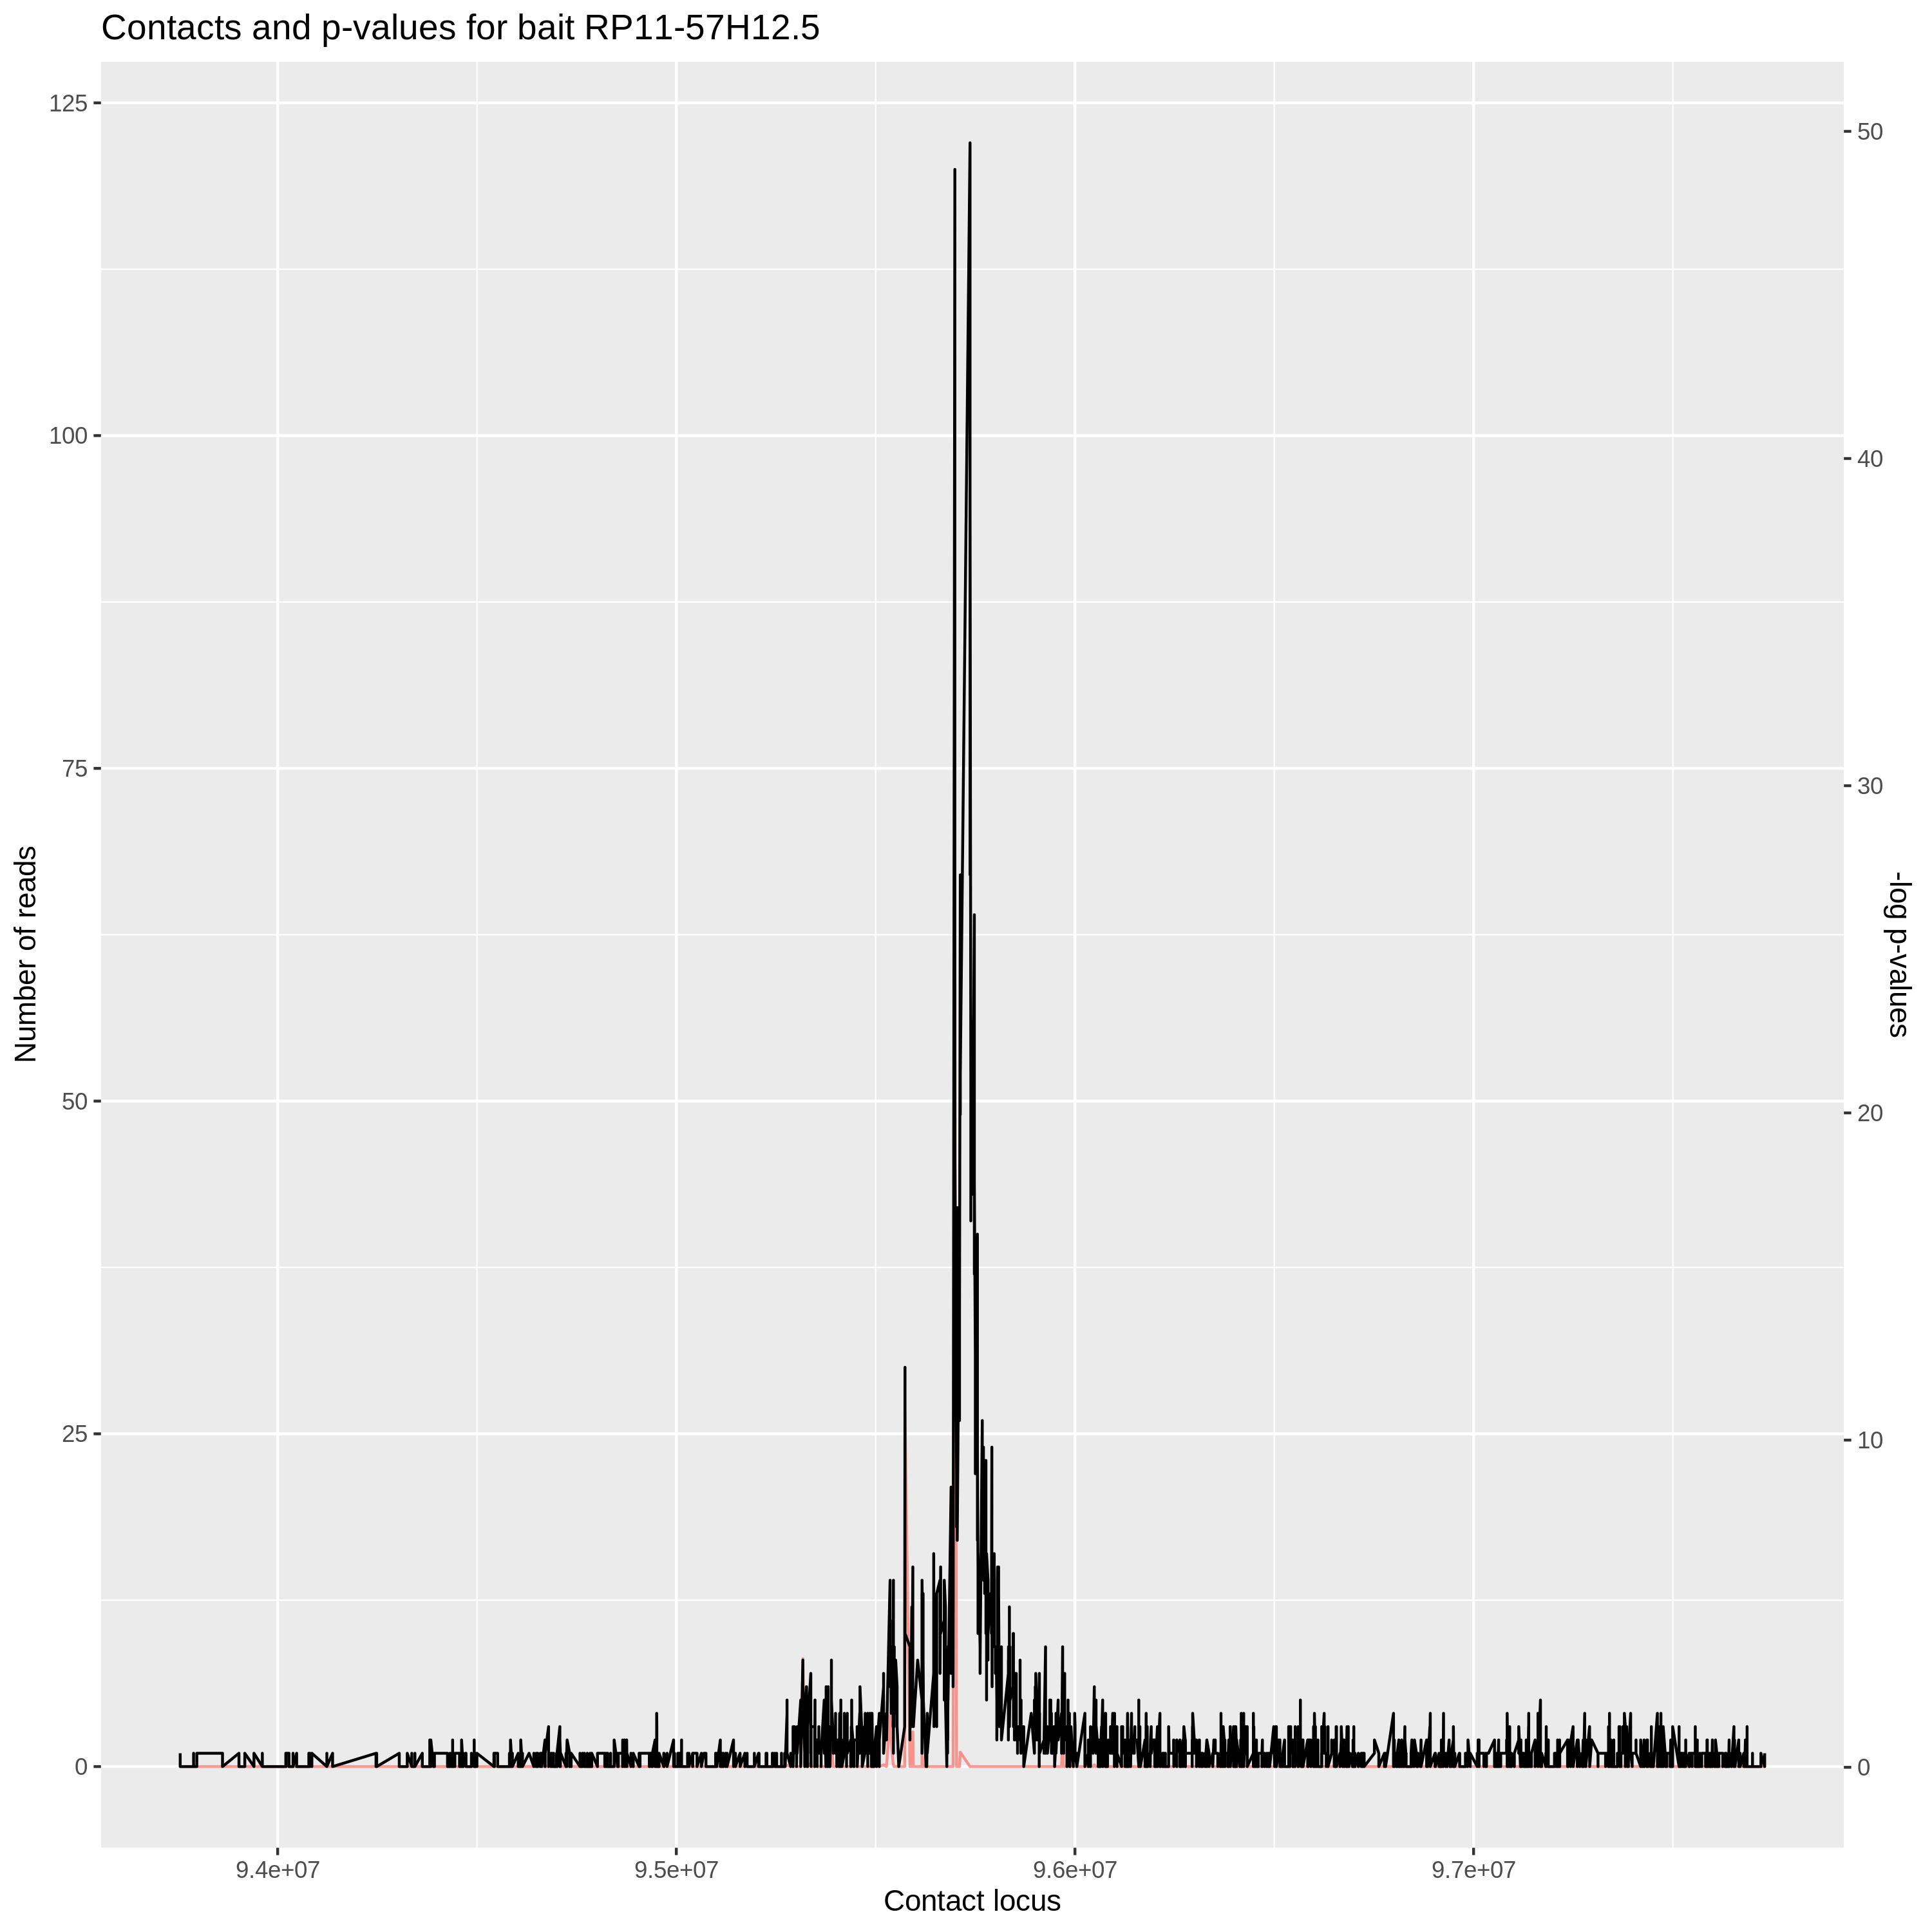 Contacts and p-values for bait RP11-57H12.5
125
100
75
50
25
0
Number of reads
50
40
30
20
10
0
-log p-values
9.4e+07 9.5e+07 9.6e+07 9.7e+07
Contact locus